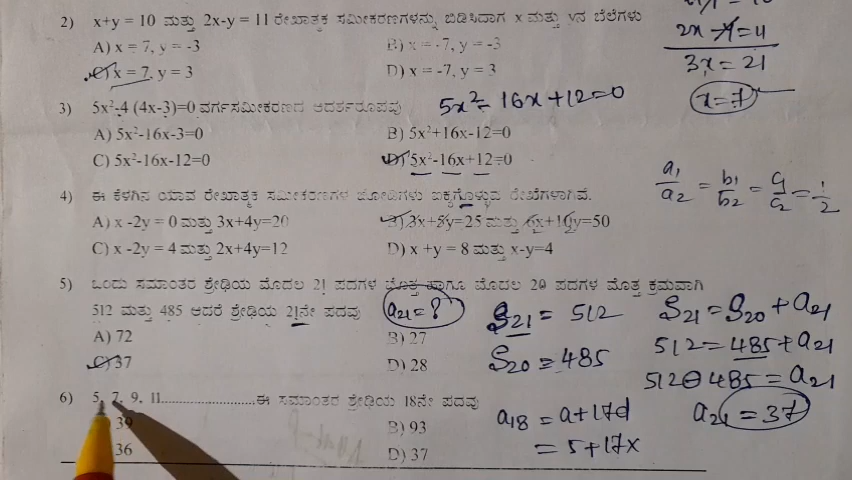 2) x+y = 10 ಮತ್ತು 2x-y = 11 ರೇಖಾತ್ಮಕ ಸಮೀಕರಣಗಳನ್ನು ಬಿಡಿಸಿದಾಗ x ಮತ್ತು yನ ಬೆಲೆಗಳು
A) x = 7, y = -3 B) x = -7, y = -3
C) x = 7, y = 3 D) x = -7, y = 3
2x - y = 4
3x = 21
x = 7
3) 5x²-4 (4x-3)=0 ವರ್ಗಸಮೀಕರಣದ ಆದರ್ಶರೂಪವು 5x² - 16x + 12 = 0
A) 5x²-16x-3=0 B) 5x²+16x-12=0
C) 5x²-16x-12=0 D) 5x²-16x+12=0
a₁/a₂ = b₁/b₂ = c₁/c₂ = 1/2
4) ಈ ಕೆಳಗಿನ ಯಾವ ರೇಖಾತ್ಮಕ ಸಮೀಕರಣಗಳ ಜೋಡಿಗಳು ಐಕ್ಯಗೊಳ್ಳುವ ರೇಖೆಗಳಾಗಿವೆ.
A) x -2y = 0 ಮತ್ತು 3x+4y=20 B) 3x+5y=25 ಮತ್ತು 6x+10y=50
C) x -2y = 4 ಮತ್ತು 2x+4y=12 D) x +y = 8 ಮತ್ತು x-y=4
5) ಒಂದು ಸಮಾಂತರ ಶ್ರೇಢಿಯ ಮೊದಲ 21 ಪದಗಳ ಮೊತ್ತ ಹಾಗೂ ಮೊದಲ 20 ಪದಗಳ ಮೊತ್ತ ಕ್ರಮವಾಗಿ
512 ಮತ್ತು 485 ಆದರೆ ಶ್ರೇಢಿಯ 21ನೇ ಪದವು a₂₁ = ?
A) 72 B) 27
C) 37 D) 28
S₂₁ = 512
S₂₀ = 485
S₂₁ = S₂₀ + a₂₁
512 = 485 + a₂₁
512 - 485 = a₂₁
a₂₁ = 37
6) 5, 7, 9, 11........................ಈ ಸಮಾಂತರ ಶ್ರೇಢಿಯ 18ನೇ ಪದವು
39 B) 93
36 D) 37
a₁₈ = a + 17d
= 5 + 17x